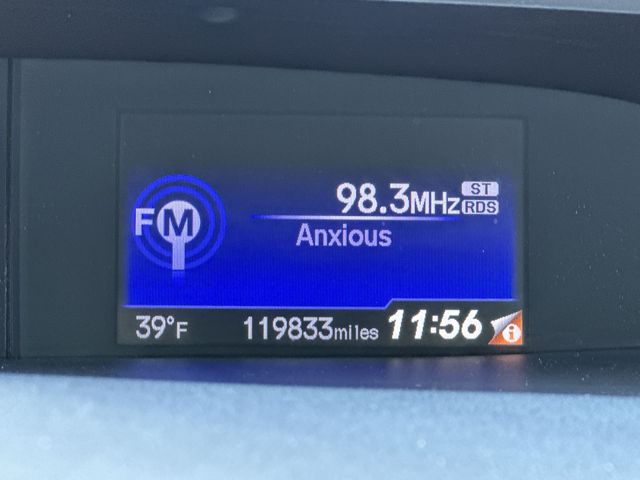 FM
98.3MHz ST
RDS
Anxious
39°F 119833miles 11:56 i